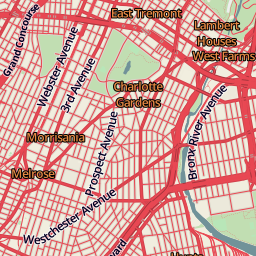 East Tremont
Lambert
Houses
West Farms
Grand Concourse
Webster Avenue
3rd Avenue
Charlotte
Gardens
Bronx River Avenue
Morrisania
Prospect Avenue
Melrose
Westchester Avenue